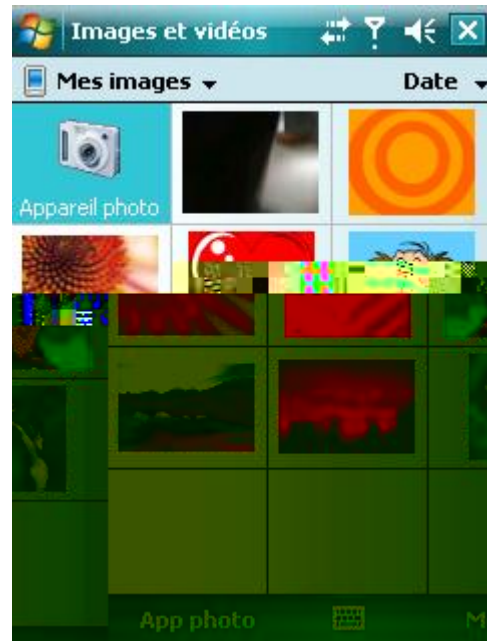 Images et vidéos
Mes images Date
Appareil photo
App photo M